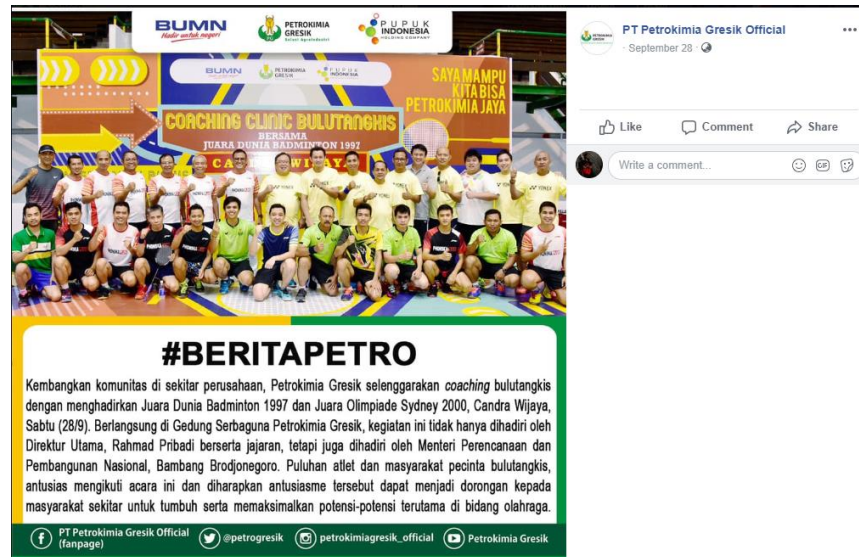 BUMN
Hadir untuk negeri
PETROKIMIA
GRESIK
Solusi Agroindustri
PUPUK
INDONESIA
HOLDING COMPANY
BUMN
PETROKIMIA
GRESIK
PUPUK
INDONESIA
SAYA MAMPU
KITA BISA
PETROKIMIA JAYA
COACHING CLINIC BULUTANGKIS
BERSAMA
JUARA DUNIA BADMINTON 1997
#BERITAPETRO
Kembangkan komunitas di sekitar perusahaan, Petrokimia Gresik selenggarakan coaching bulutangkis
dengan menghadirkan Juara Dunia Badminton 1997 dan Juara Olimpiade Sydney 2000, Candra Wijaya,
Sabtu (28/9). Berlangsung di Gedung Serbaguna Petrokimia Gresik, kegiatan ini tidak hanya dihadiri oleh
Direktur Utama, Rahmad Pribadi berserta jajaran, tetapi juga dihadiri oleh Menteri Perencanaan dan
Pembangunan Nasional, Bambang Brodjonegoro. Puluhan atlet dan masyarakat pecinta bulutangkis,
antusias mengikuti acara ini dan diharapkan antusiasme tersebut dapat menjadi dorongan kepada
masyarakat sekitar untuk tumbuh serta memaksimalkan potensi-potensi terutama di bidang olahraga.
PT Petrokimia Gresik Official
(fanpage)
@petrogresik
petrokimiagresik_official
Petrokimia Gresik
PT Petrokimia Gresik Official
· September 28 ·
Like Comment Share
Write a comment...
GIF